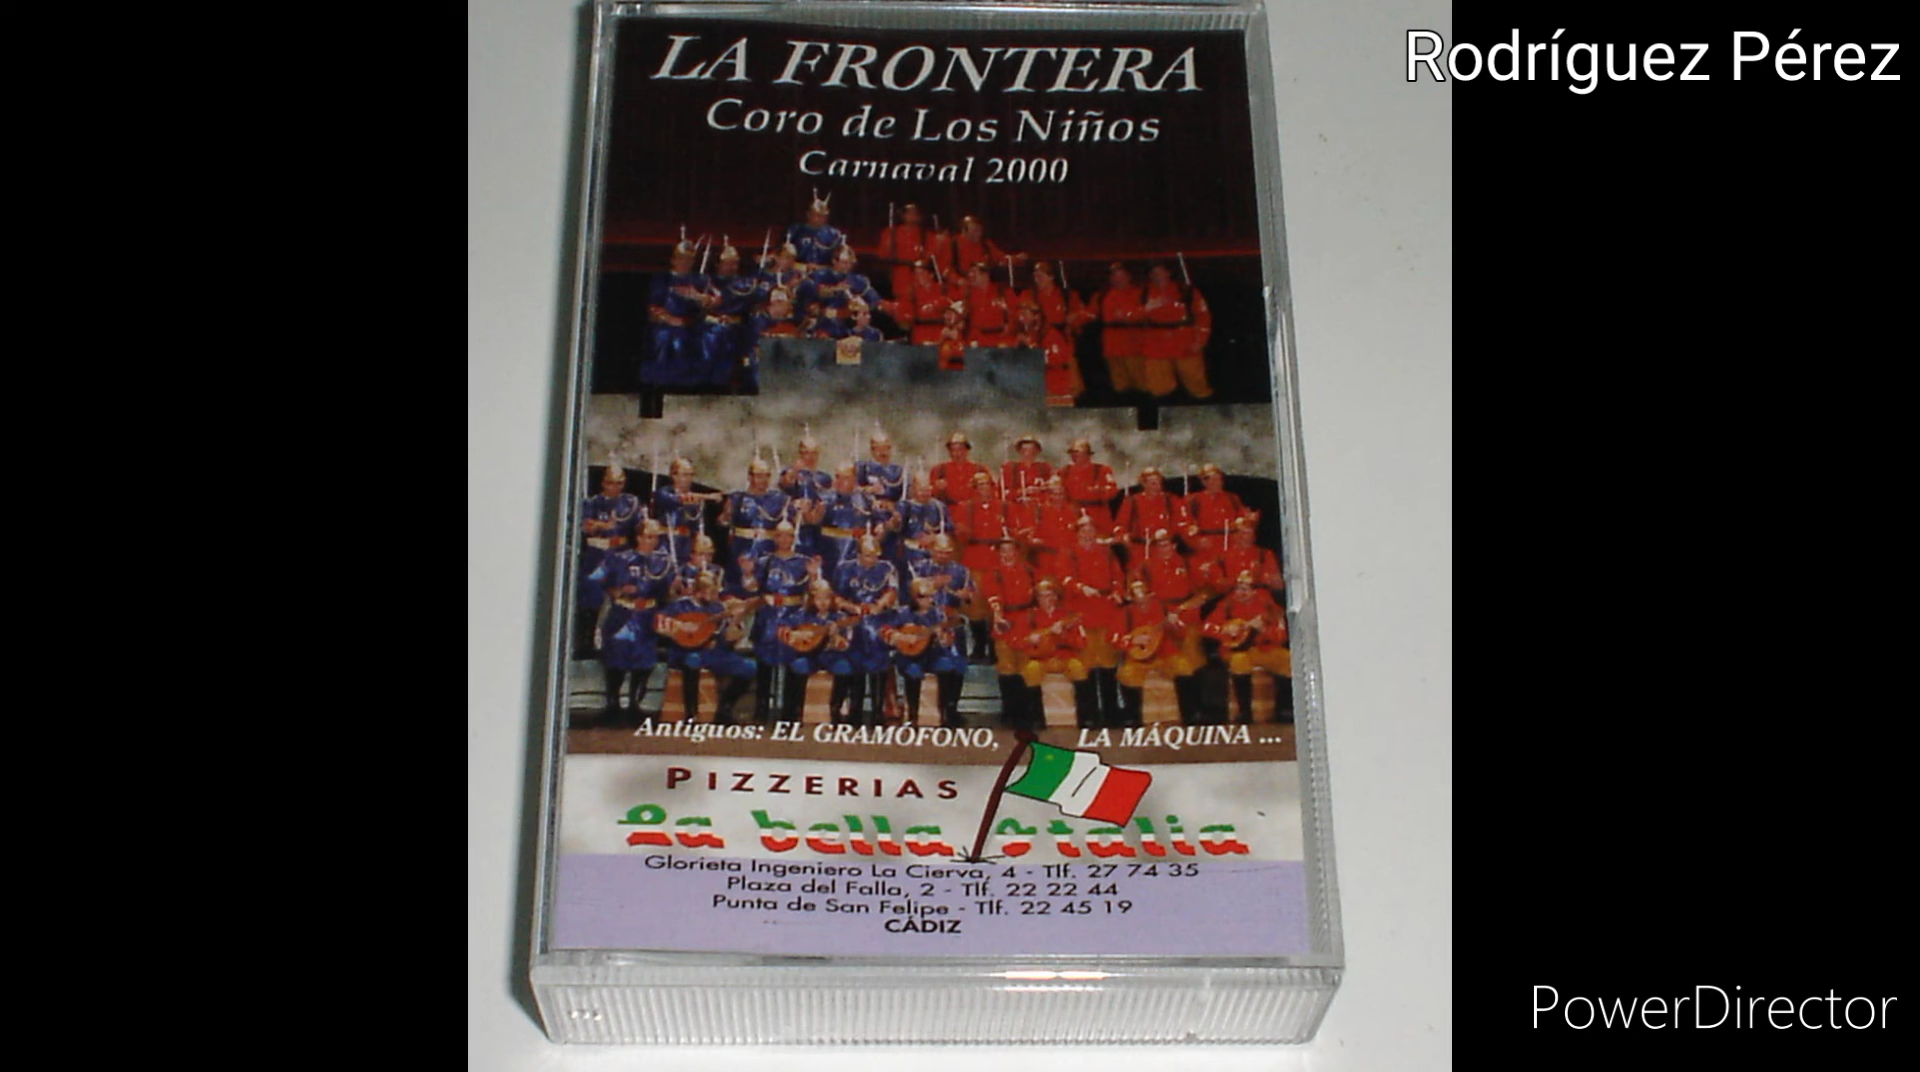 LA FRONTERA
Coro de Los Niños
Carnaval 2000
Rodríguez Pérez
Antiguos: EL GRAMÓFONO, LA MÁQUINA ...
PIZZERIAS
La bella Italia
Glorieta Ingeniero La Cierva, 4 - Tlf. 27 74 35
Plaza del Falla, 2 - Tlf. 22 22 44
Punta de San Felipe - Tlf. 22 45 19
CÁDIZ
PowerDirector